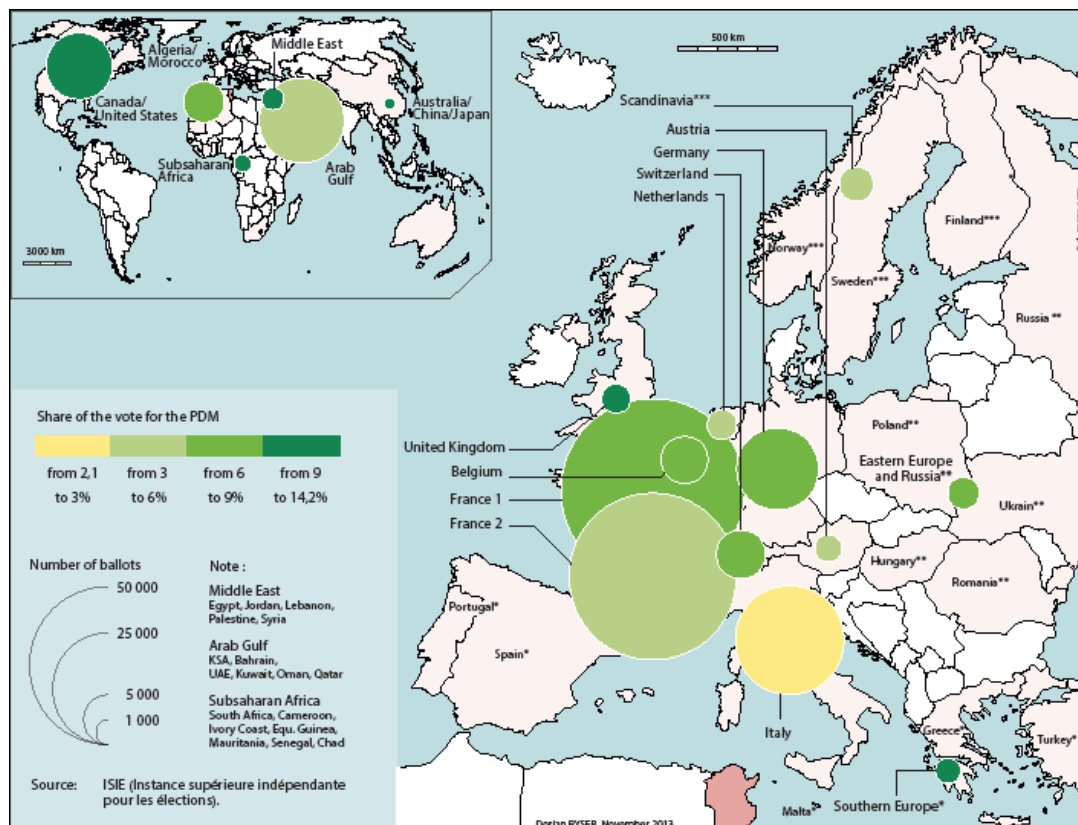 Algeria/
Morocco
Middle East
Canada/
United States
Australia/
China/Japan
Subsaharan
Africa
Arab
Gulf
3000 km
500 km
Scandinavia***
Austria
Germany
Switzerland
Netherlands
Finland***
Norway***
Sweden***
Russia **
United Kingdom
Belgium
France 1
France 2
Poland**
Eastern Europe
and Russia**
Ukrain**
Hungary**
Romania**
Portugal*
Spain*
Italy
Greece*
Turkey*
Malta*
Southern Europe*
Share of the vote for the PDM
from 2,1
to 3%
from 3
to 6%
from 6
to 9%
from 9
to 14,2%
Number of ballots
50 000
25 000
5 000
1 000
Note :
Middle East
Egypt, Jordan, Lebanon,
Palestine, Syria
Arab Gulf
KSA, Bahrain,
UAE, Kuwait, Oman, Qatar
Subsaharan Africa
South Africa, Cameroon,
Ivory Coast, Equ. Guinea,
Mauritania, Senegal, Chad
Source: ISIE (Instance supérieure indépendante
pour les élections).
Dorian RYSER, November 2013